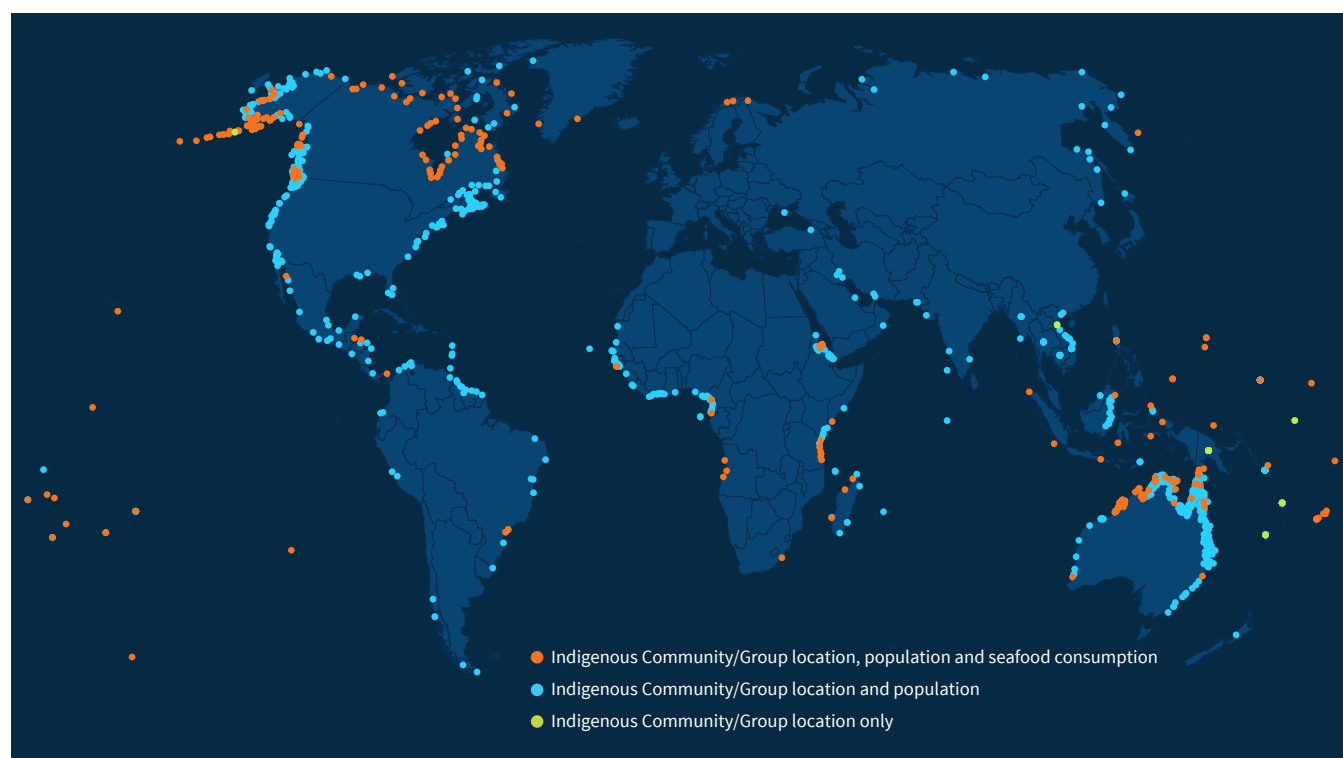 Indigenous Community/Group location, population and seafood consumption
Indigenous Community/Group location and population
Indigenous Community/Group location only